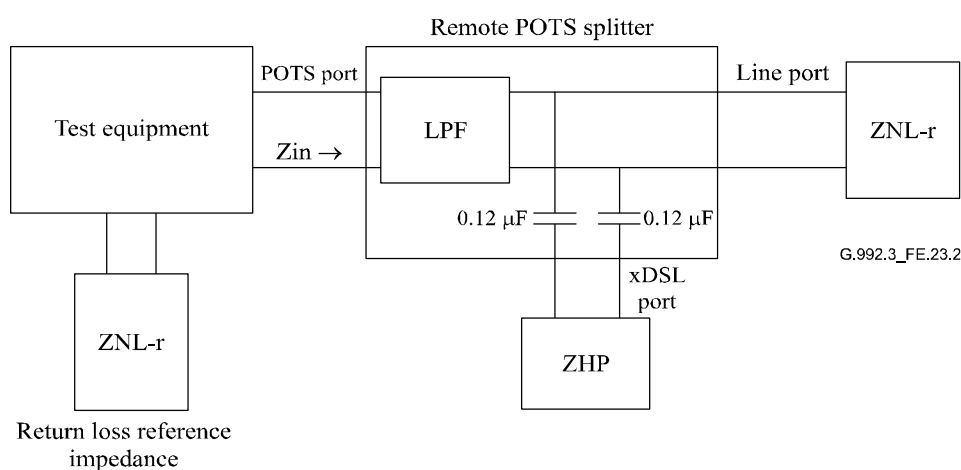 Remote POTS splitter
POTS port
Line port
Test equipment
LPF
ZNL-r
Zin →
0.12 μF
0.12 μF
G.992.3_FE.23.2
xDSL
port
ZNL-r
ZHP
Return loss reference
impedance